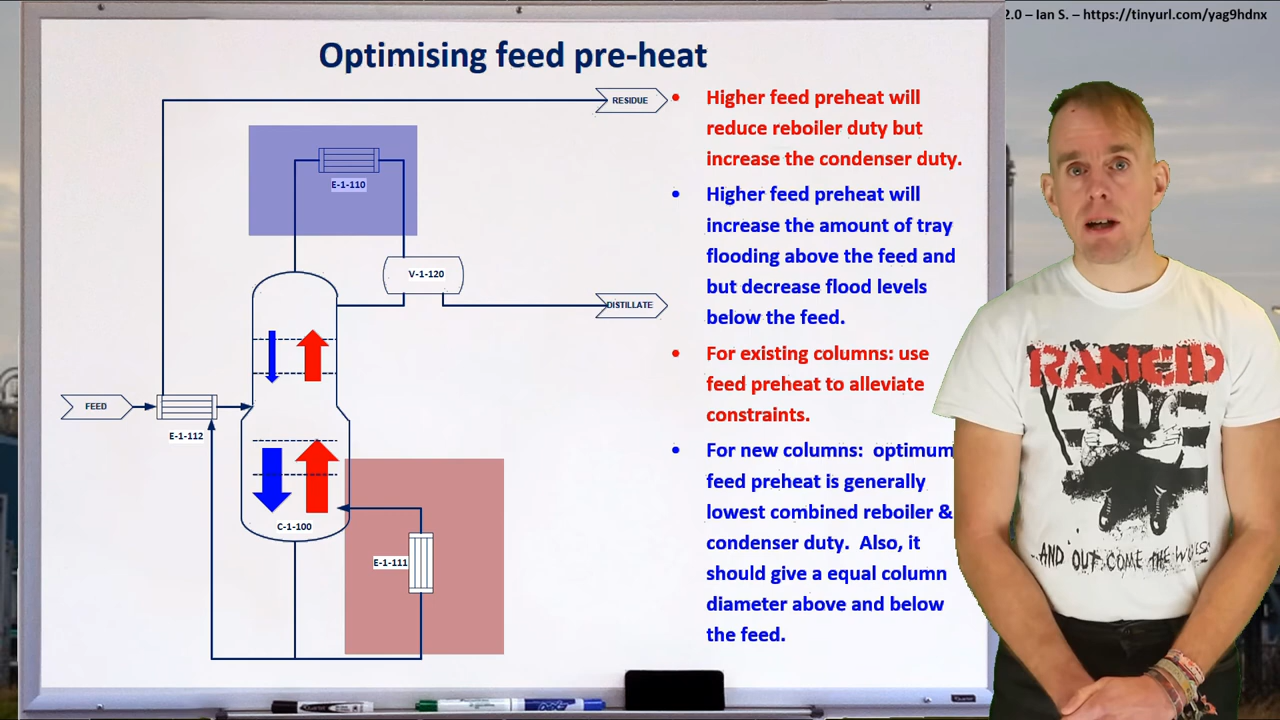 2.0 – Ian S. – https://tinyurl.com/yag9hdnx
Optimising feed pre-heat
RESIDUE
E-1-110
V-1-120
DISTILLATE
FEED
E-1-112
C-1-100
E-1-111
• Higher feed preheat will
reduce reboiler duty but
increase the condenser duty.
• Higher feed preheat will
increase the amount of tray
flooding above the feed and
but decrease flood levels
below the feed.
• For existing columns: use
feed preheat to alleviate
constraints.
• For new columns: optimum
feed preheat is generally
lowest combined reboiler &
condenser duty. Also, it
should give a equal column
diameter above and below
the feed.
RANCID
...AND OUT COME THE